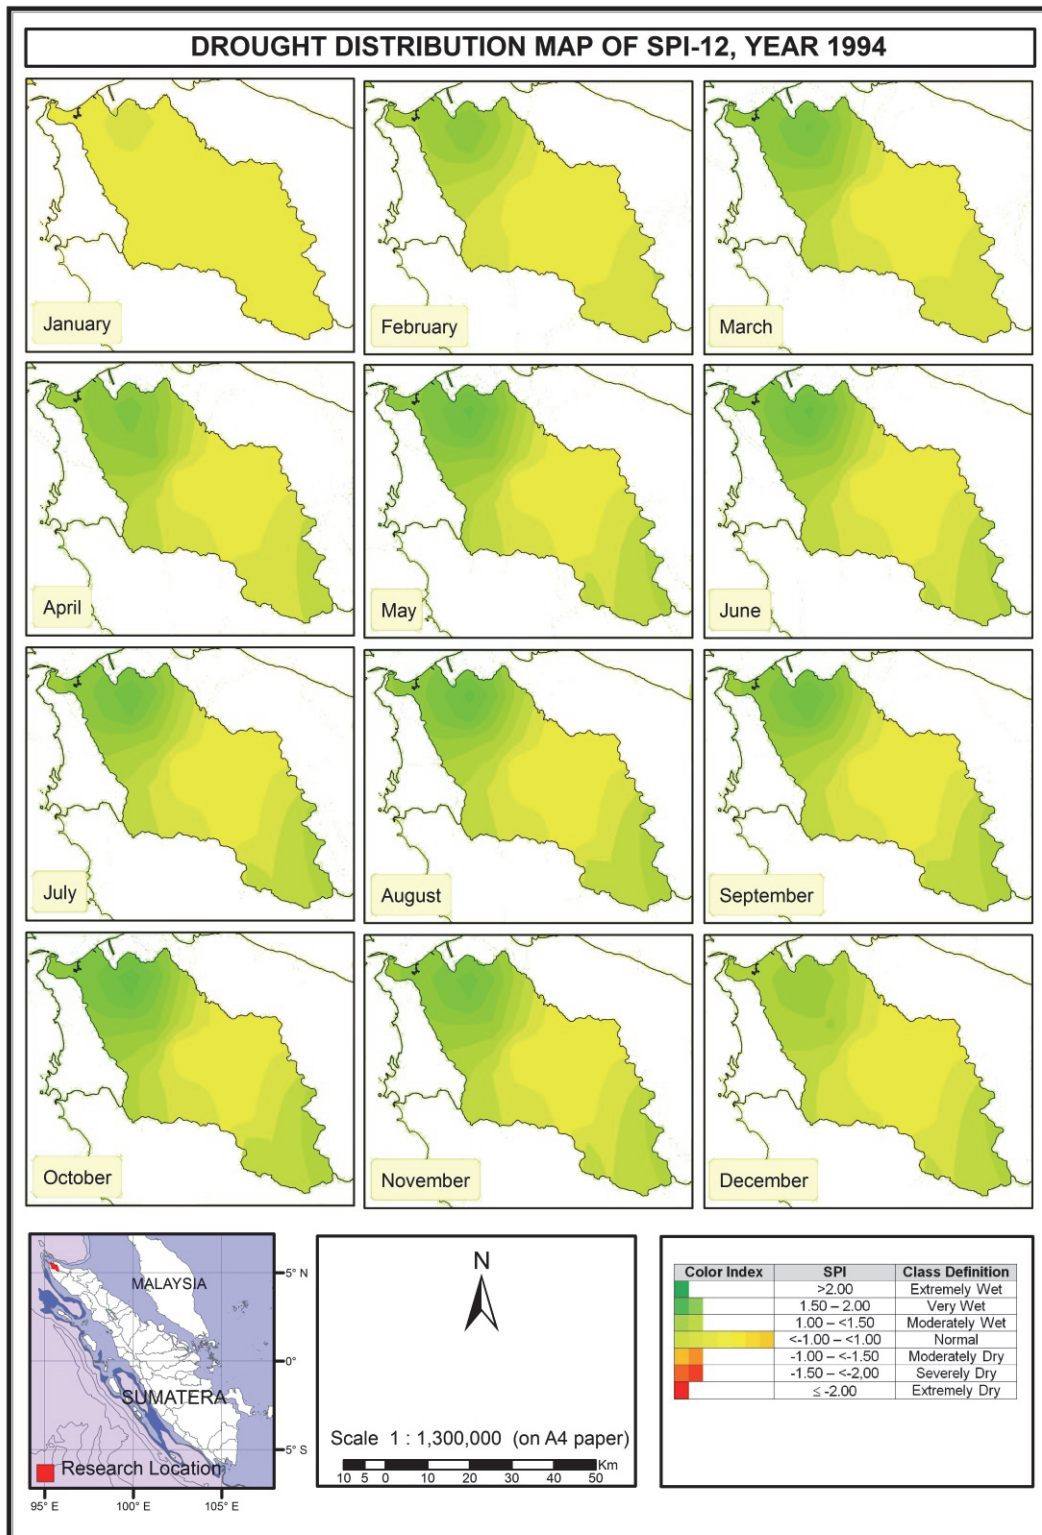 DROUGHT DISTRIBUTION MAP OF SPI-12, YEAR 1994
January
February
March
April
May
June
July
August
September
October
November
December
MALAYSIA
SUMATERA
Research Location
5° N
0°
5° S
95° E
100° E
105° E
N
Scale 1 : 1,300,000 (on A4 paper)
10 5 0 10 20 30 40 50 Km
Color Index SPI Class Definition
>2.00 Extremely Wet
1.50 – 2.00 Very Wet
1.00 – <1.50 Moderately Wet
<-1.00 – <1.00 Normal
-1.00 – <-1.50 Moderately Dry
-1.50 – <-2,00 Severely Dry
≤ -2.00 Extremely Dry